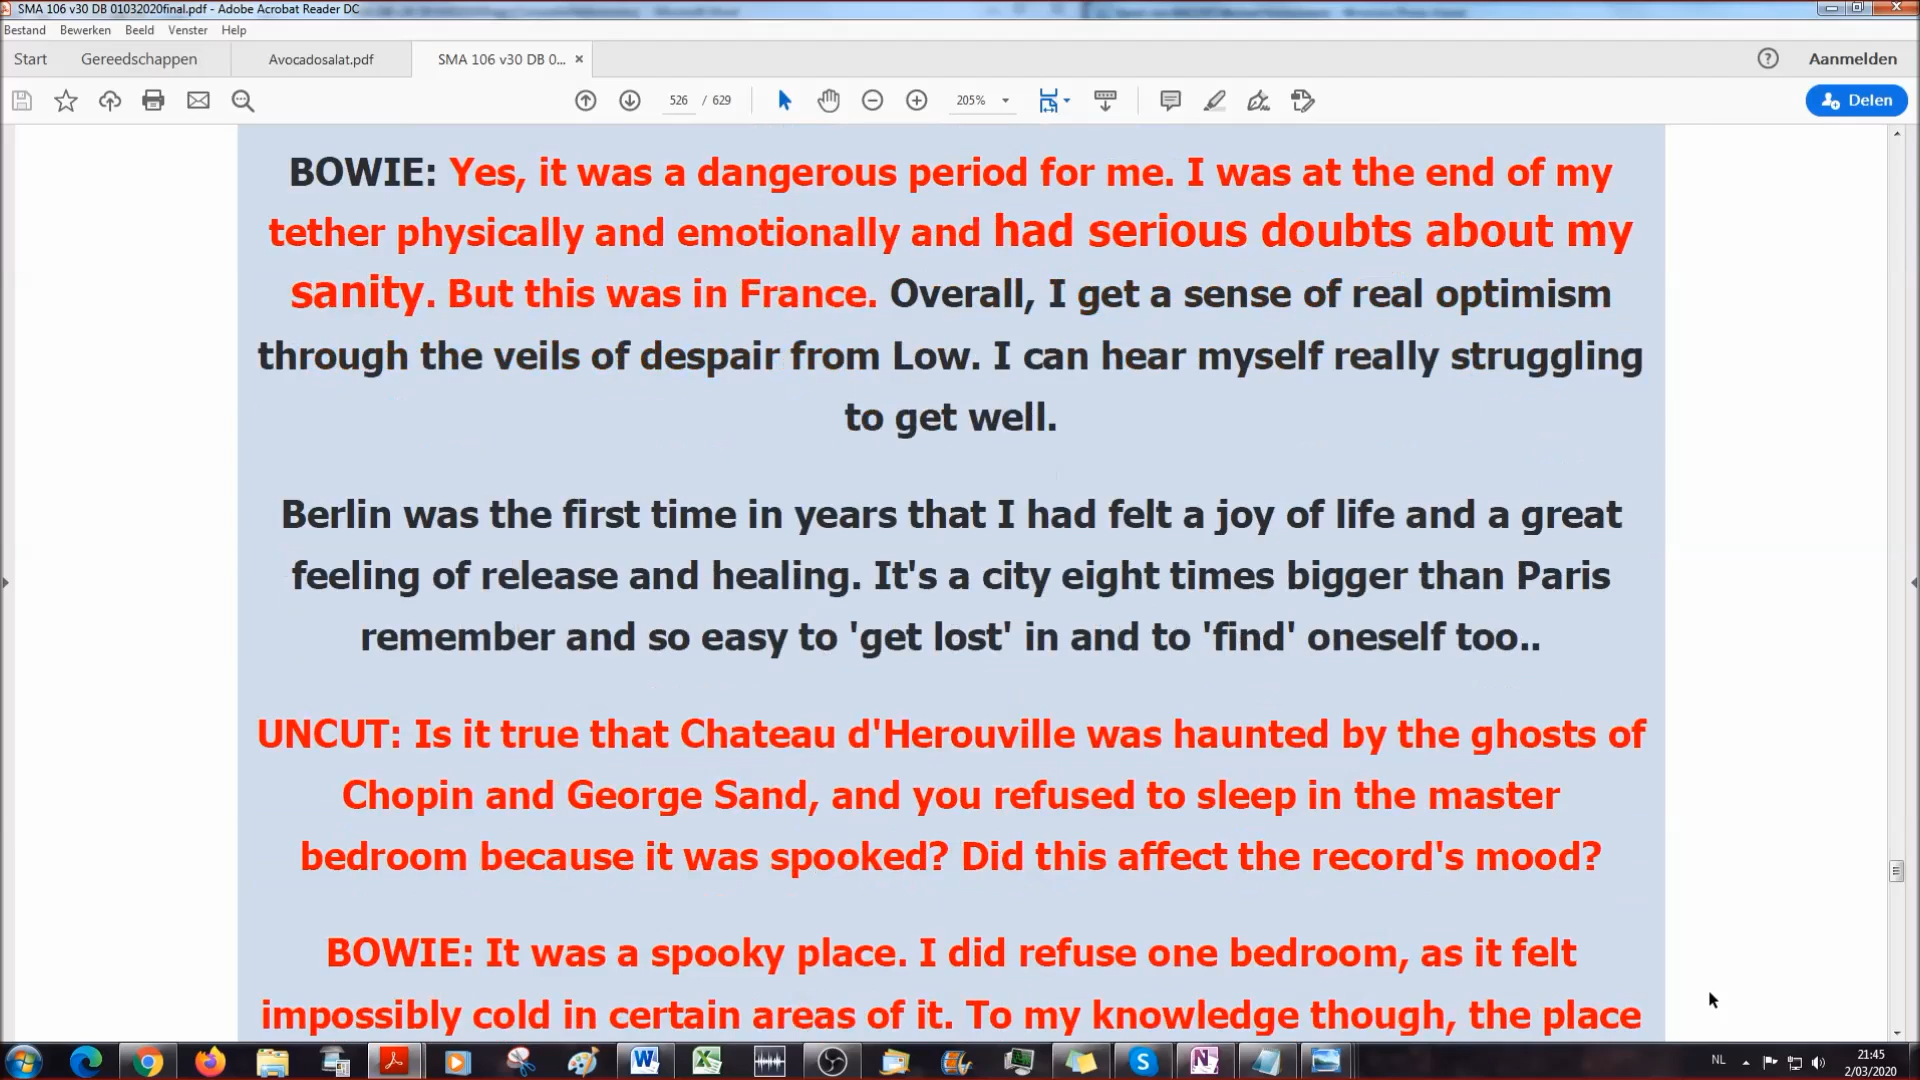 SMA 106 v30 DB 01032020final.pdf - Adobe Acrobat Reader DC
Bestand Bewerken Beeld Venster Help
Start Gereedschappen Avocadosalat.pdf SMA 106 v30 DB 0... × Aanmelden
526 / 629 205% Delen
BOWIE: Yes, it was a dangerous period for me. I was at the end of my
tether physically and emotionally and had serious doubts about my
sanity. But this was in France. Overall, I get a sense of real optimism
through the veils of despair from Low. I can hear myself really struggling
to get well.
Berlin was the first time in years that I had felt a joy of life and a great
feeling of release and healing. It's a city eight times bigger than Paris
remember and so easy to 'get lost' in and to 'find' oneself too..
UNCUT: Is it true that Chateau d'Herouville was haunted by the ghosts of
Chopin and George Sand, and you refused to sleep in the master
bedroom because it was spooked? Did this affect the record's mood?
BOWIE: It was a spooky place. I did refuse one bedroom, as it felt
impossibly cold in certain areas of it. To my knowledge though, the place
NL 21:45
2/03/2020